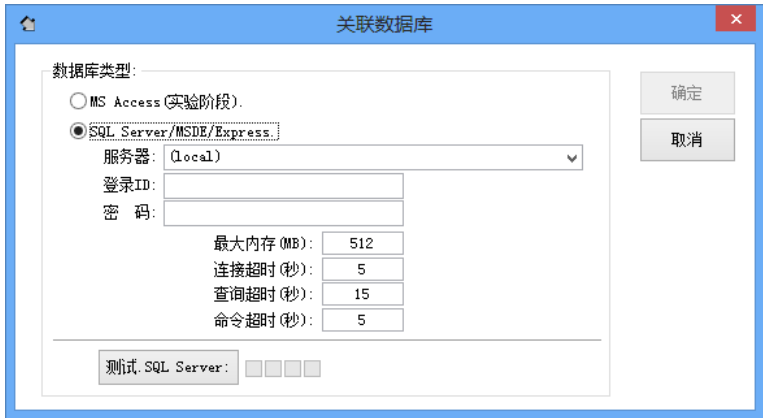 关联数据库
数据库类型:
MS Access(实验阶段).
SQL Server/MSDE/Express.
服务器: (local)
登录ID:
密 码:
最大内存(MB): 512
连接超时(秒): 5
查询超时(秒): 15
命令超时(秒): 5
测试.SQL Server:
确定
取消